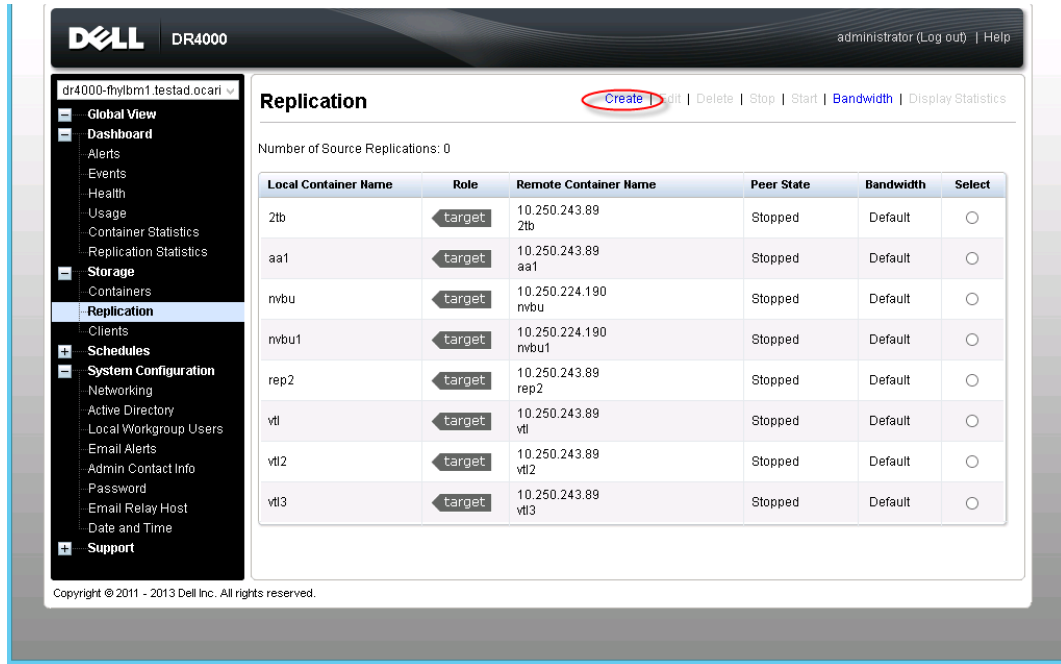 DELL DR4000
administrator (Log out) | Help
dr4000-fhylbm1.testad.ocari
Global View
Dashboard
Alerts
Events
Health
Usage
Container Statistics
Replication Statistics
Storage
Containers
Replication
Clients
Schedules
System Configuration
Networking
Active Directory
Local Workgroup Users
Email Alerts
Admin Contact Info
Password
Email Relay Host
Date and Time
Support
Replication
Create | Edit | Delete | Stop | Start | Bandwidth | Display Statistics
Number of Source Replications: 0
Local Container Name Role Remote Container Name Peer State Bandwidth Select
2tb target 10.250.243.89 Stopped Default
2tb
aa1 target 10.250.243.89 Stopped Default
aa1
nvbu target 10.250.224.190 Stopped Default
nvbu
nvbu1 target 10.250.224.190 Stopped Default
nvbu1
rep2 target 10.250.243.89 Stopped Default
rep2
vtl target 10.250.243.89 Stopped Default
vtl
vtl2 target 10.250.243.89 Stopped Default
vtl2
vtl3 target 10.250.243.89 Stopped Default
vtl3
Copyright © 2011 - 2013 Dell Inc. All rights reserved.